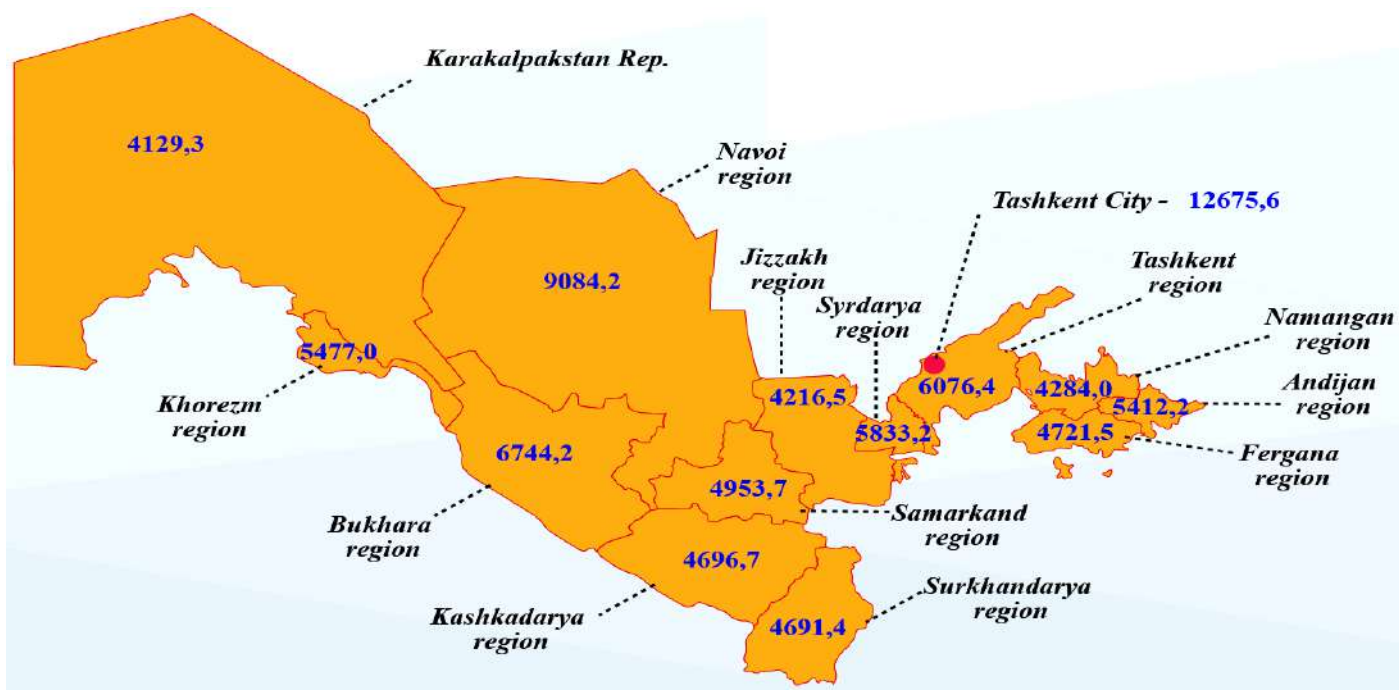 Karakalpakstan Rep.
4129,3
Navoi
region
Tashkent City - 12675,6
9084,2
Jizzakh
region
Tashkent
region
Syrdarya
region
Namangan
region
5477,0
Khorezm
region
4216,5
6076,4
4284,0
Andijan
region
5412,2
5833,2
4721,5
Fergana
region
6744,2
4953,7
Bukhara
region
Samarkand
region
4696,7
Kashkadarya
region
Surkhandarya
region
4691,4